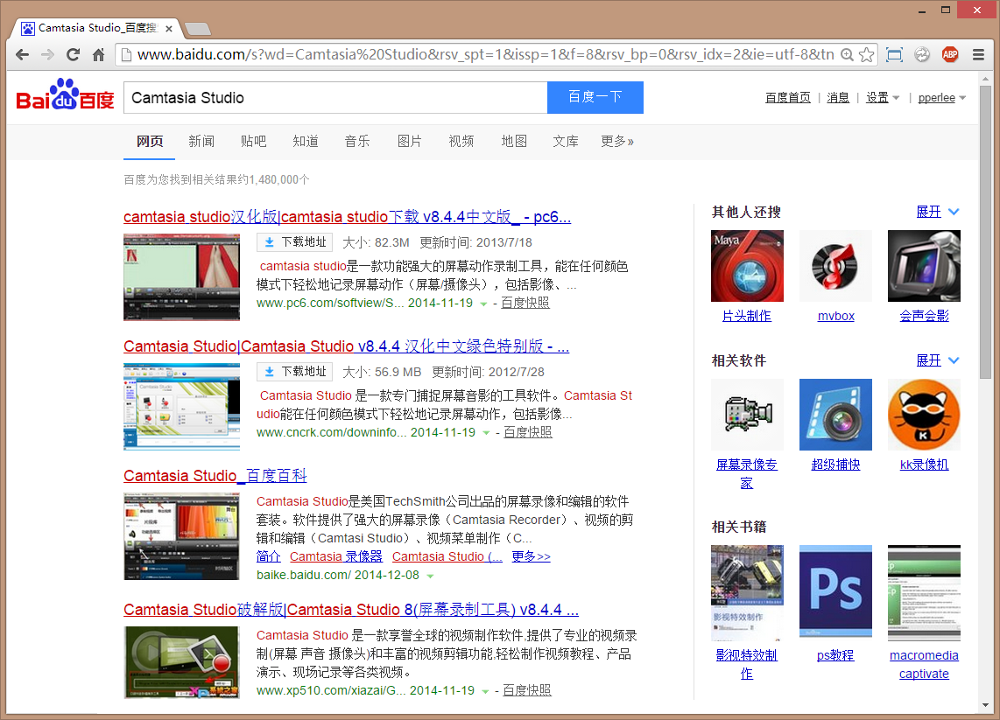 Camtasia Studio_百度搜
www.baidu.com/s?wd=Camtasia%20Studio&rsv_spt=1&issp=1&f=8&rsv_bp=0&rsv_idx=2&ie=utf-8&tn
ABP
Bai du 百度
Camtasia Studio
百度一下
百度首页 | 消息 | 设置 | pperlee
网页 新闻 贴吧 知道 音乐 图片 视频 地图 文库 更多»
百度为您找到相关结果约1,480,000个
camtasia studio汉化版|camtasia studio下载 v8.4.4中文版_ - pc6...
下载地址 大小: 82.3M 更新时间: 2013/7/18
camtasia studio是一款功能强大的屏幕动作录制工具，能在任何颜色
模式下轻松地记录屏幕动作（屏幕/摄像头），包括影像、...
www.pc6.com/softview/S... 2014-11-19 - 百度快照
Camtasia Studio|Camtasia Studio v8.4.4 汉化中文绿色特别版 - ...
下载地址 大小: 56.9 MB 更新时间: 2012/7/28
Camtasia Studio 是一款专门捕捉屏幕音影的工具软件。Camtasia St
udio能在任何颜色模式下轻松地记录屏幕动作，包括影像...
www.cncrk.com/downinfo... 2014-11-19 - 百度快照
Camtasia Studio_百度百科
Camtasia Studio是美国TechSmith公司出品的屏幕录像和编辑的软件
套装。软件提供了强大的屏幕录像（Camtasia Recorder）、视频的剪
辑和编辑（Camtasi Studio）、视频菜单制作（C...
简介 Camtasia 录像器 Camtasia Studio (... 更多>>
baike.baidu.com/ 2014-12-08
Camtasia Studio破解版|Camtasia Studio 8(屏幕录制工具) v8.4.4 ...
Camtasia Studio 是一款享誉全球的视频制作软件,提供了专业的视频录
制(屏幕 声音 摄像头)和丰富的视频剪辑功能,轻松制作视频教程、产品
演示、现场记录等各类视频。
www.xp510.com/xiazai/G... 2014-11-19 - 百度快照
其他人还搜 展开
Maya
6
片头制作 mvbox 会声会影
相关软件 展开
K
屏幕录像专
家
超级捕快 kk录像机
相关书籍
影视特效制作
Ps
影视特效制
作
ps教程
macromedia
captivate